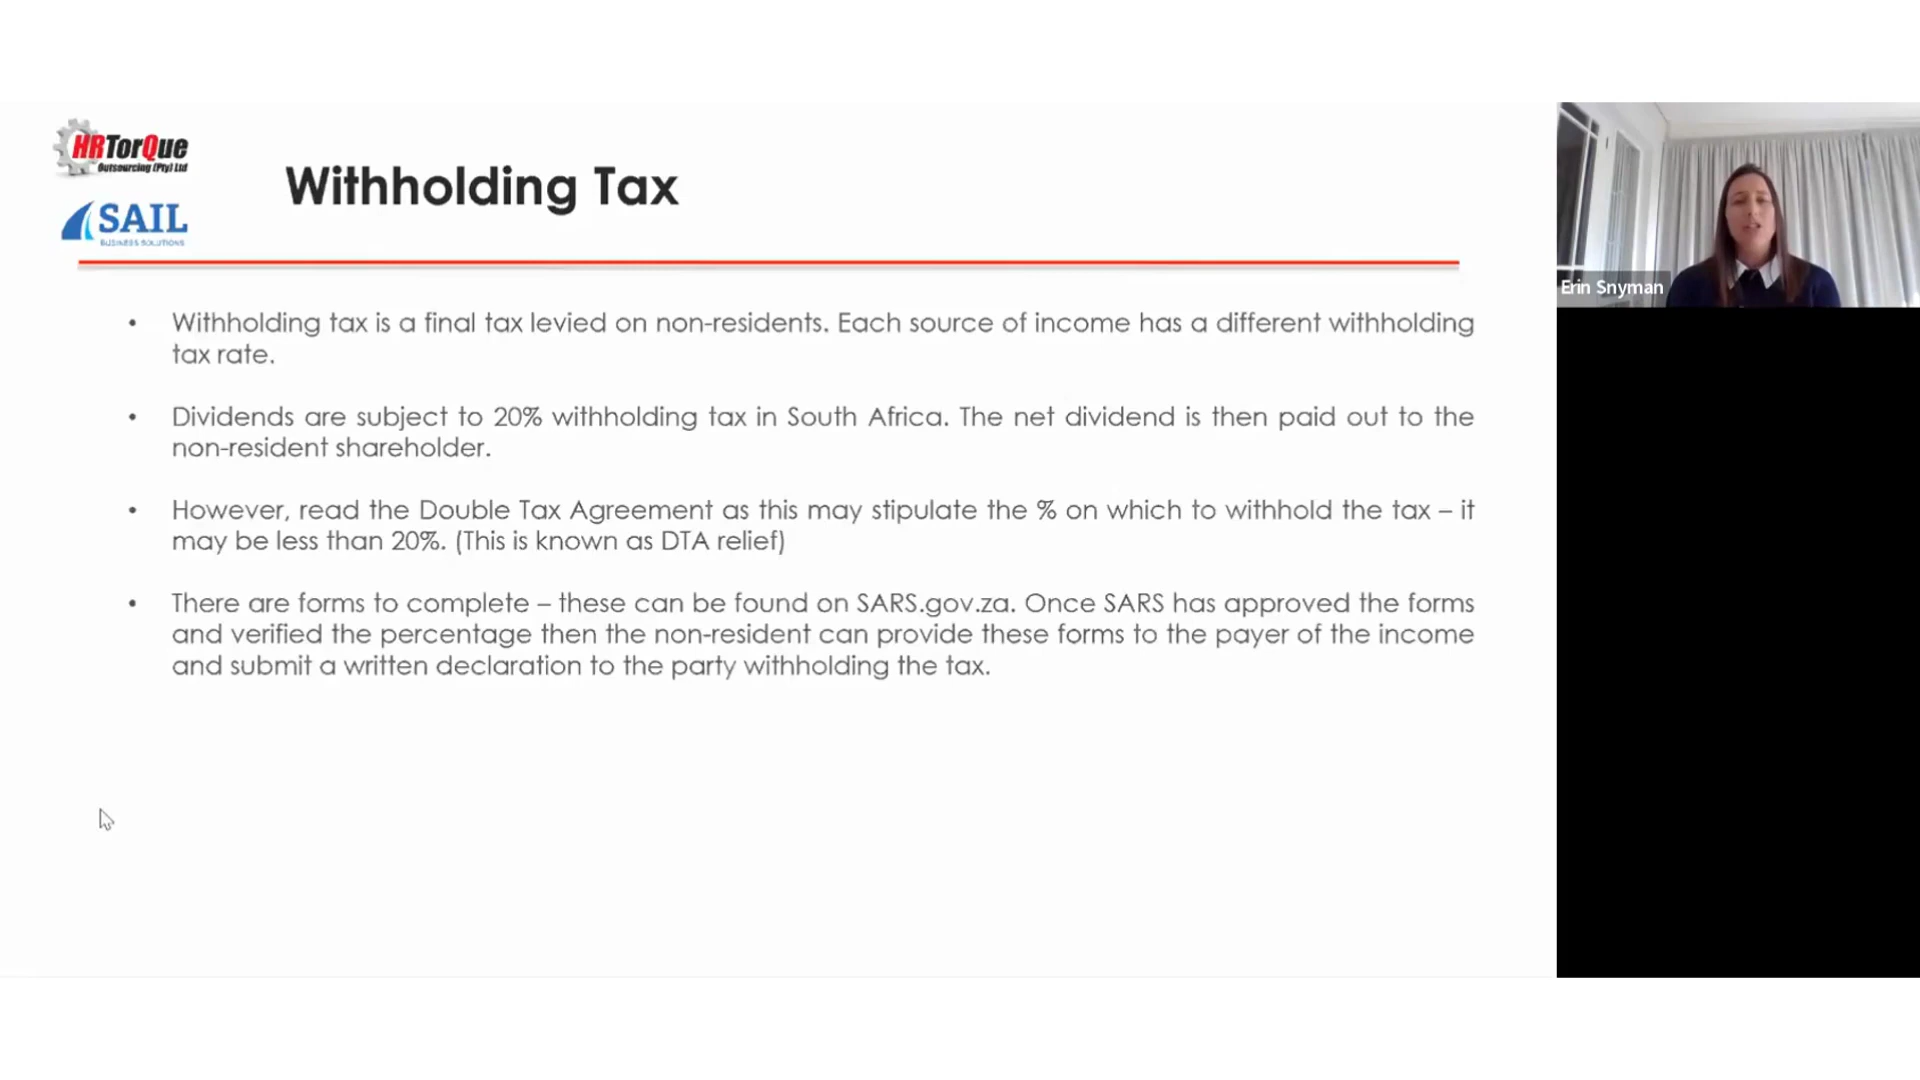 HRTorQue
Outsourcing (Pty) Ltd
SAIL
BUSINESS SOLUTIONS
Withholding Tax
Erin Snyman
• Withholding tax is a final tax levied on non-residents. Each source of income has a different withholding
tax rate.
• Dividends are subject to 20% withholding tax in South Africa. The net dividend is then paid out to the
non-resident shareholder.
• However, read the Double Tax Agreement as this may stipulate the % on which to withhold the tax – it
may be less than 20%. (This is known as DTA relief)
• There are forms to complete – these can be found on SARS.gov.za. Once SARS has approved the forms
and verified the percentage then the non-resident can provide these forms to the payer of the income
and submit a written declaration to the party withholding the tax.